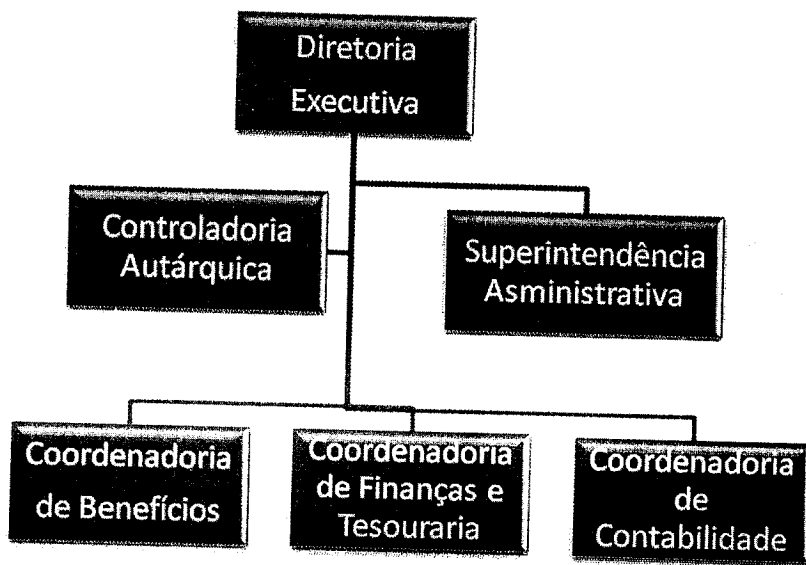 Diretoria
Executiva
Controladoria
Autárquica
Superintendência
Asministrativa
Coordenadoria
de Benefícios
Coordenadoria
de Finanças e
Tesouraria
Coordenadoria
de
Contabilidade